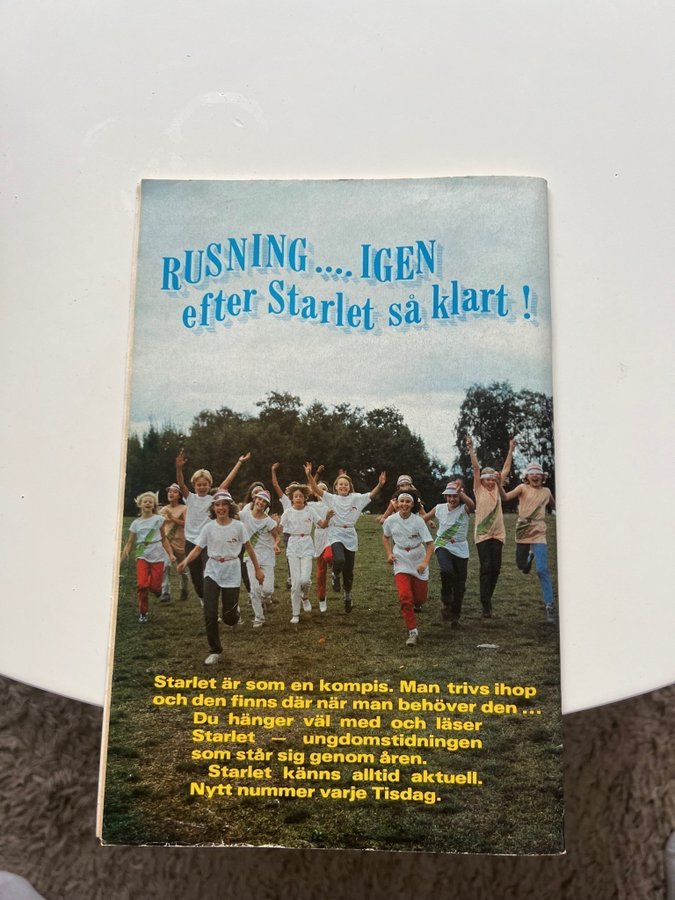 RUSNING.... IGEN
efter Starlet så klart !
Starlet är som en kompis. Man trivs ihop
och den finns där när man behöver den ...
Du hänger väl med och läser
Starlet — ungdomstidningen
som står sig genom åren.
Starlet känns alltid aktuell.
Nytt nummer varje Tisdag.